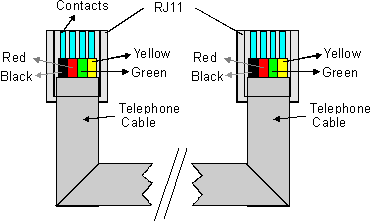 Contacts
RJ11
Red
Yellow
Black
Green
Telephone
Cable
Red
Yellow
Black
Green
Telephone
Cable